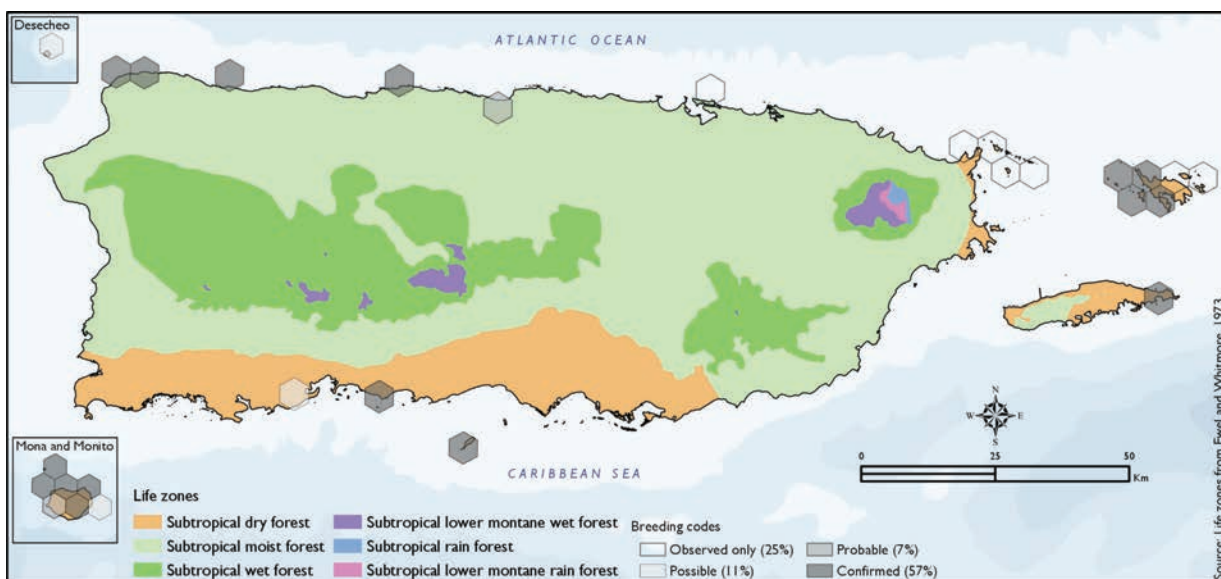 Desecheo
ATLANTIC OCEAN
Mona and Monito
CARIBBEAN SEA
N
W E
S
0 25 50
Km
Life zones
Subtropical dry forest
Subtropical moist forest
Subtropical wet forest
Subtropical lower montane wet forest
Subtropical rain forest
Subtropical lower montane rain forest
Breeding codes
Observed only (25%)
Possible (11%)
Probable (7%)
Confirmed (57%)
Source: Life zones from Ewel and Whitmore, 1973